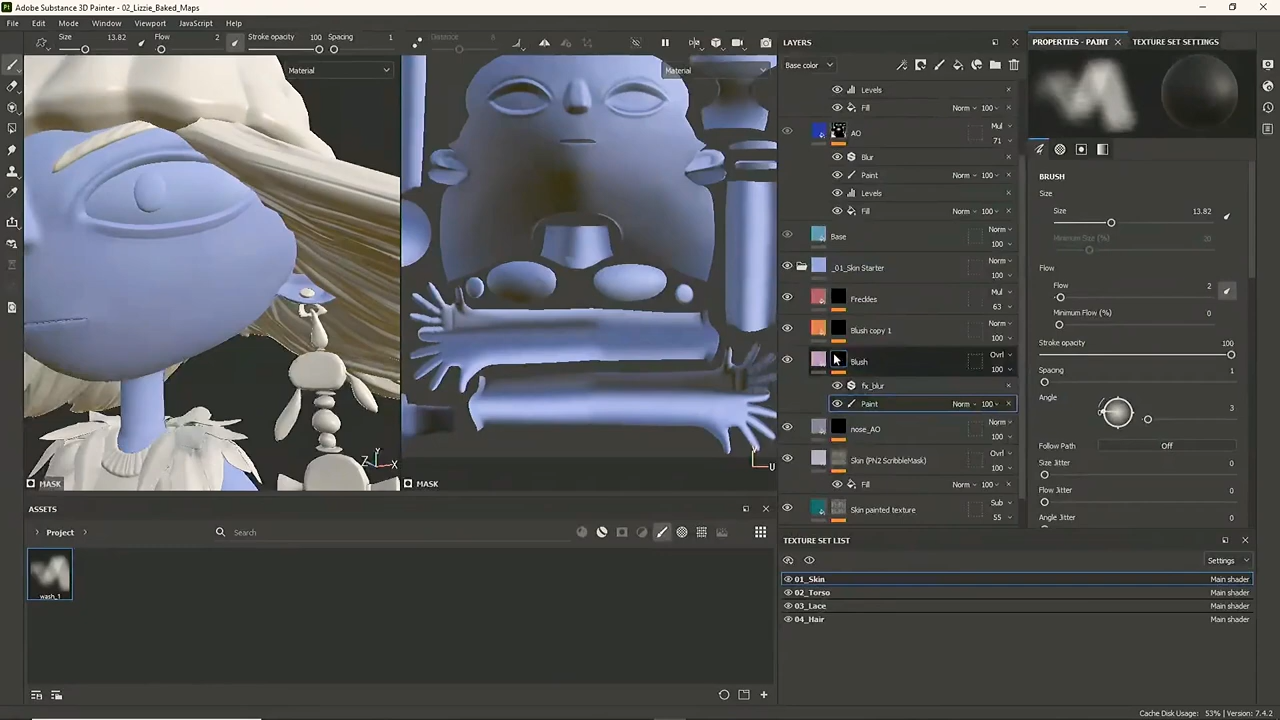 Adobe Substance 3D Painter - 02_Lizzie_Baked_Maps
File Edit Mode Window Viewport JavaScript Help
Size 13.82 Flow 2 Stroke opacity 100 Spacing 1 Distance 8
Material
Material
MASK
MASK
Y
Z X
U
ASSETS
Project
Search
wash_1
LAYERS
Base color
Levels
Fill Norm 100
AO Mul 71
Blur
Paint Norm 100
Levels
Fill Norm 100
Base Norm 100
_01_Skin Starter Norm 100
Freckles Mul 63
Blush copy 1 Norm 100
Blush Ovrl 100
fx_blur
Paint Norm 100
nose_AO Norm 100
Skin (PN2 ScribbleMask) Ovrl 100
Fill Norm 100
Skin painted texture Sub 55
TEXTURE SET LIST
Settings
01_Skin Main shader
02_Torso Main shader
03_Lace Main shader
04_Hair Main shader
PROPERTIES - PAINT TEXTURE SET SETTINGS
BRUSH
Size
Size 13.82
Minimum Size (%) 20
Flow
Flow 2
Minimum Flow (%) 0
Stroke opacity 100
Spacing 1
Angle
3
Follow Path Off
Size Jitter 0
Flow Jitter 0
Angle Jitter 0
Cache Disk Usage: 53% | Version: 7.4.2